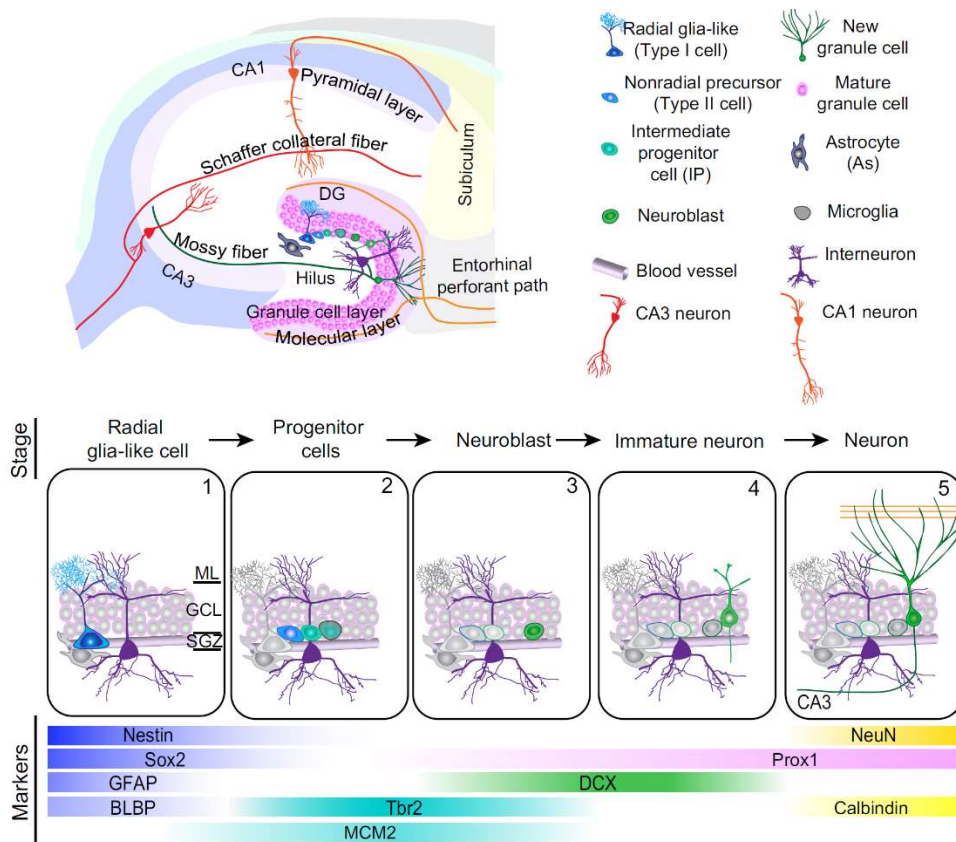 CA1
Pyramidal layer
Schaffer collateral fiber
Subiculum
DG
Mossy fiber
CA3
Hilus
Entorhinal
perforant path
Granule cell layer
Molecular layer
Radial glia-like
(Type I cell)
New
granule cell
Nonradial precursor
(Type II cell)
Mature
granule cell
Intermediate
progenitor
cell (IP)
Astrocyte
(As)
Neuroblast
Microglia
Blood vessel
Interneuron
CA3 neuron
CA1 neuron
Stage
Radial
glia-like cell
Progenitor
cells
Neuroblast
Immature neuron
Neuron
1
2
3
4
5
ML
GCL
SGZ
CA3
Markers
Nestin
NeuN
Sox2
Prox1
GFAP
DCX
BLBP
Tbr2
Calbindin
MCM2